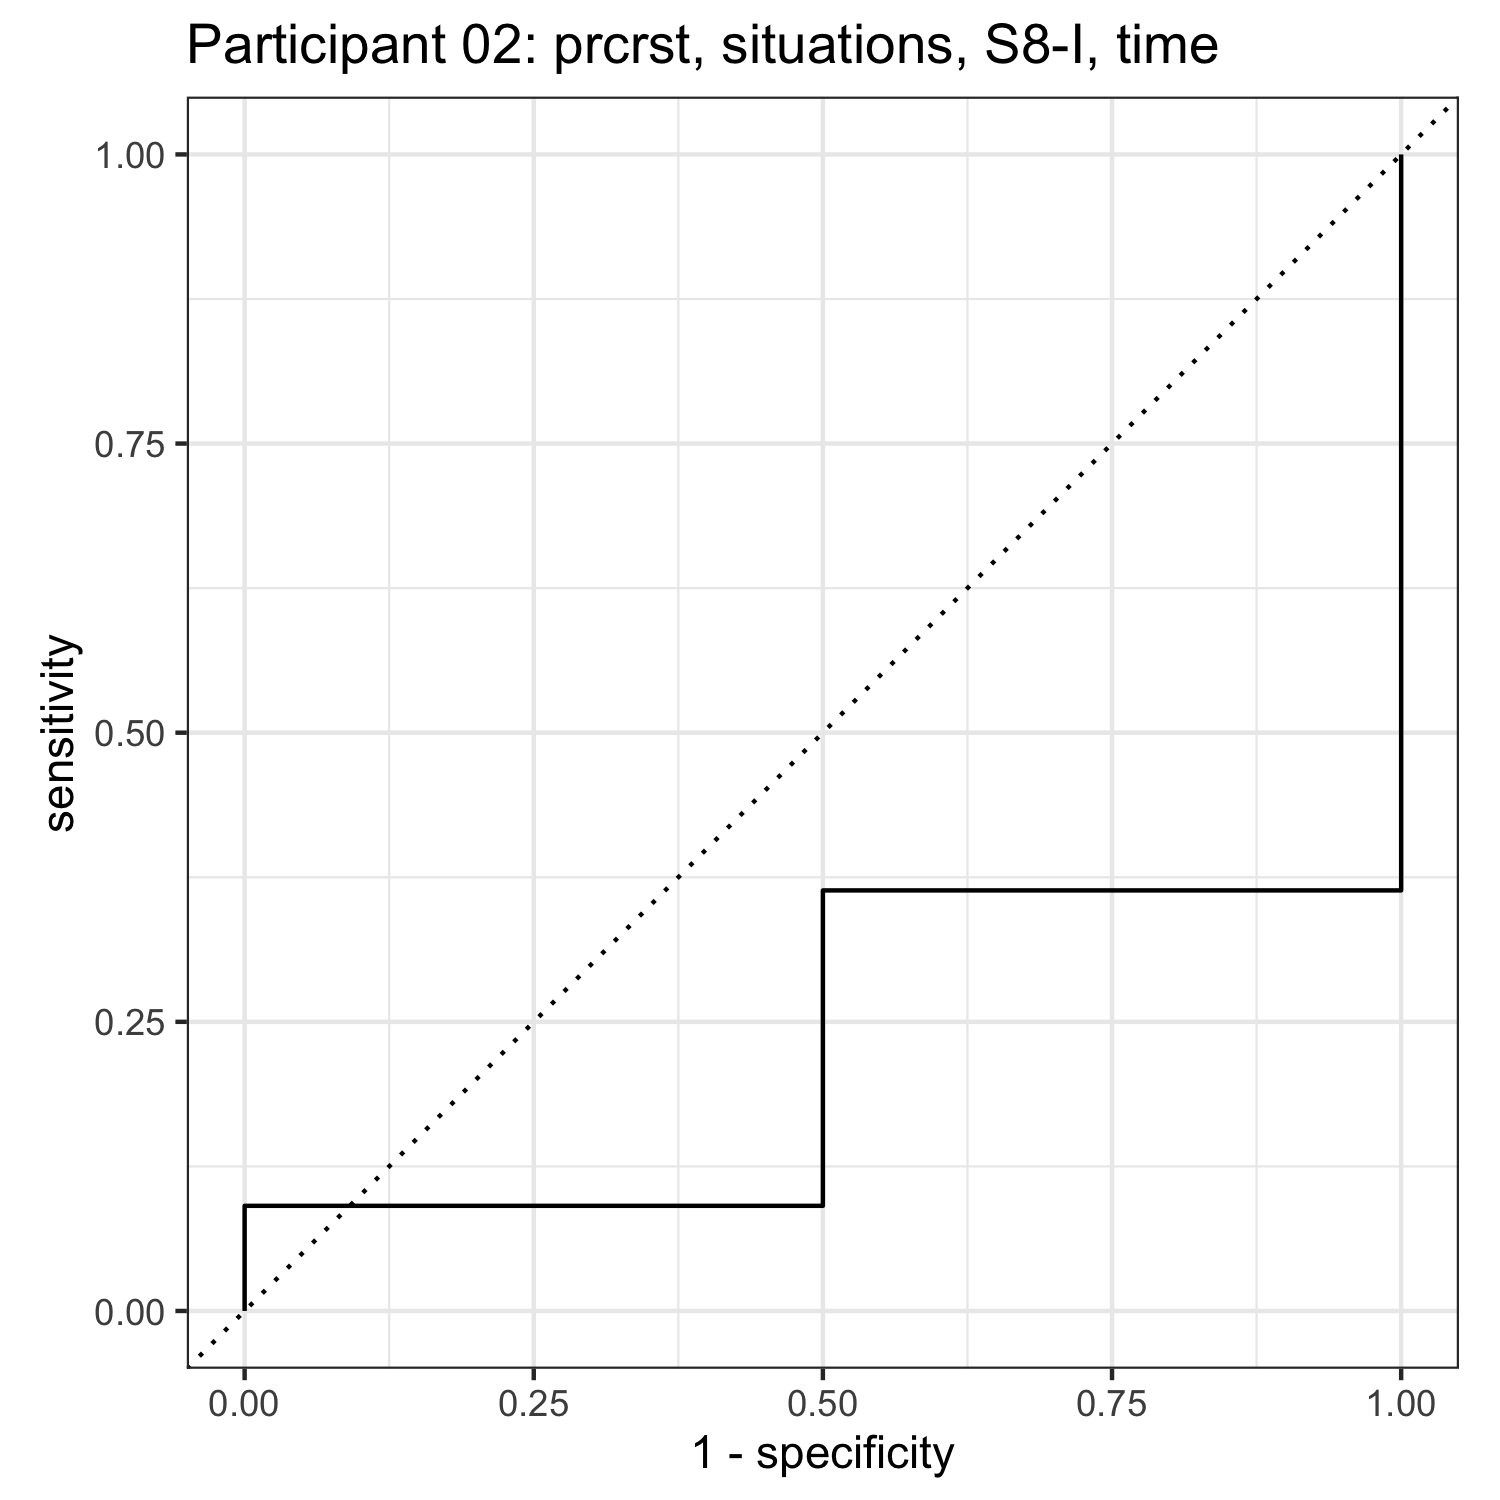 Participant 02: prcrst, situations, S8-I, time
1.00
0.75
0.50
0.25
0.00
sensitivity
0.00 0.25 0.50 0.75 1.00
1 - specificity